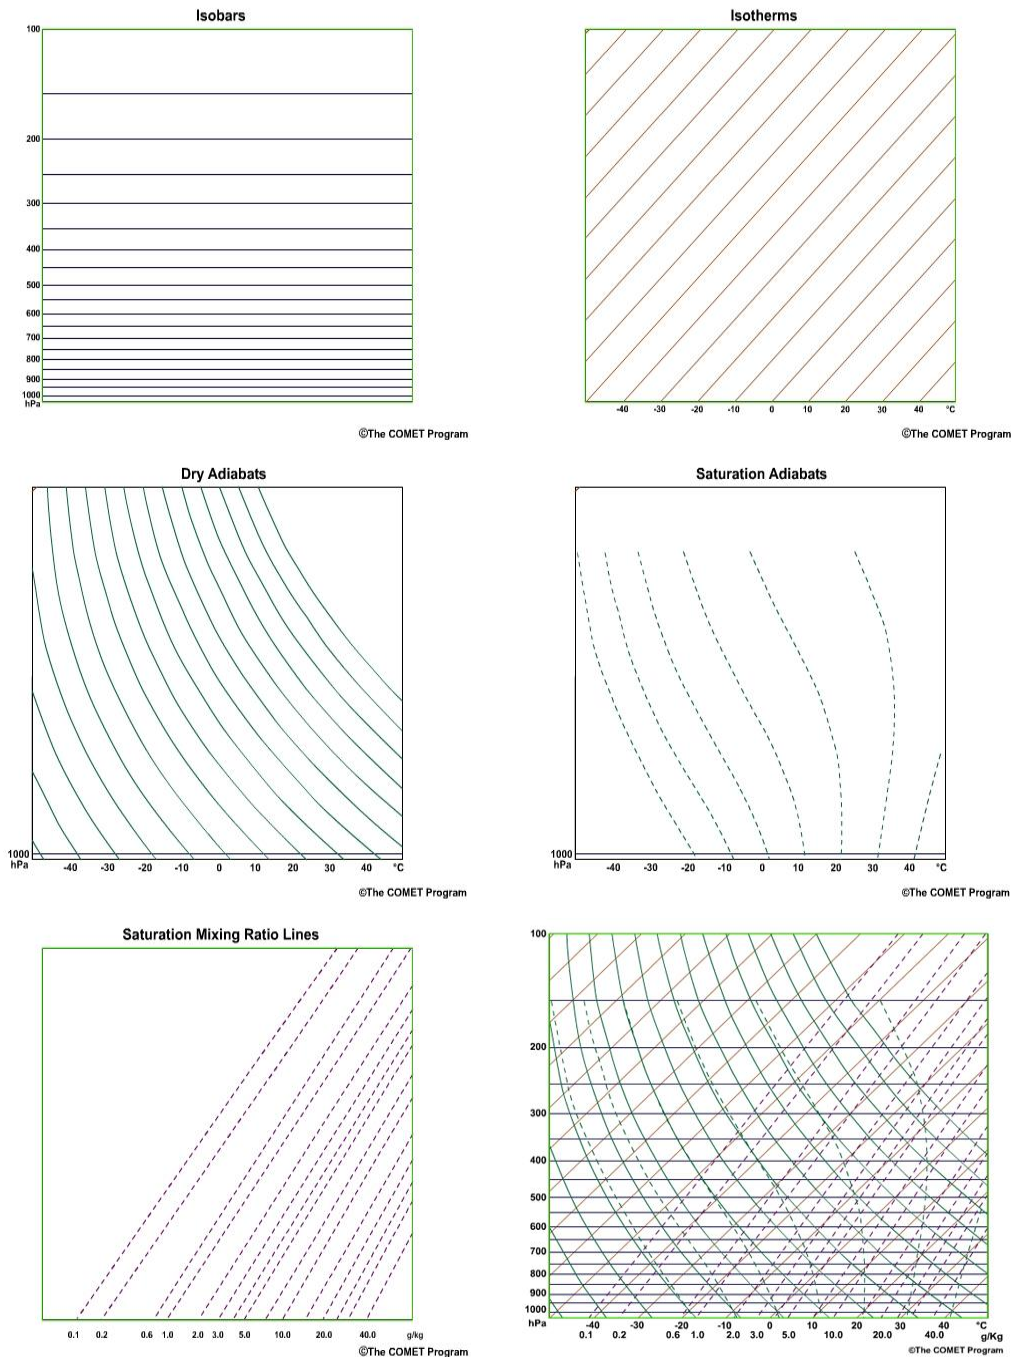 Isobars
100
200
300
400
500
600
700
800
900
1000
hPa
©The COMET Program
Isotherms
-40 -30 -20 -10 0 10 20 30 40 °C
©The COMET Program
Dry Adiabats
1000
hPa
-40 -30 -20 -10 0 10 20 30 40 °C
©The COMET Program
Saturation Adiabats
1000
hPa
-40 -30 -20 -10 0 10 20 30 40 °C
©The COMET Program
Saturation Mixing Ratio Lines
0.1 0.2 0.6 1.0 2.0 3.0 5.0 10.0 20.0 40.0 g/kg
©The COMET Program
100
200
300
400
500
600
700
800
900
1000
hPa
-40 -30 -20 -10 0 10 20 30 40 °C
0.1 0.2 0.6 1.0 2.0 3.0 5.0 10.0 20.0 40.0 g/Kg
©The COMET Program